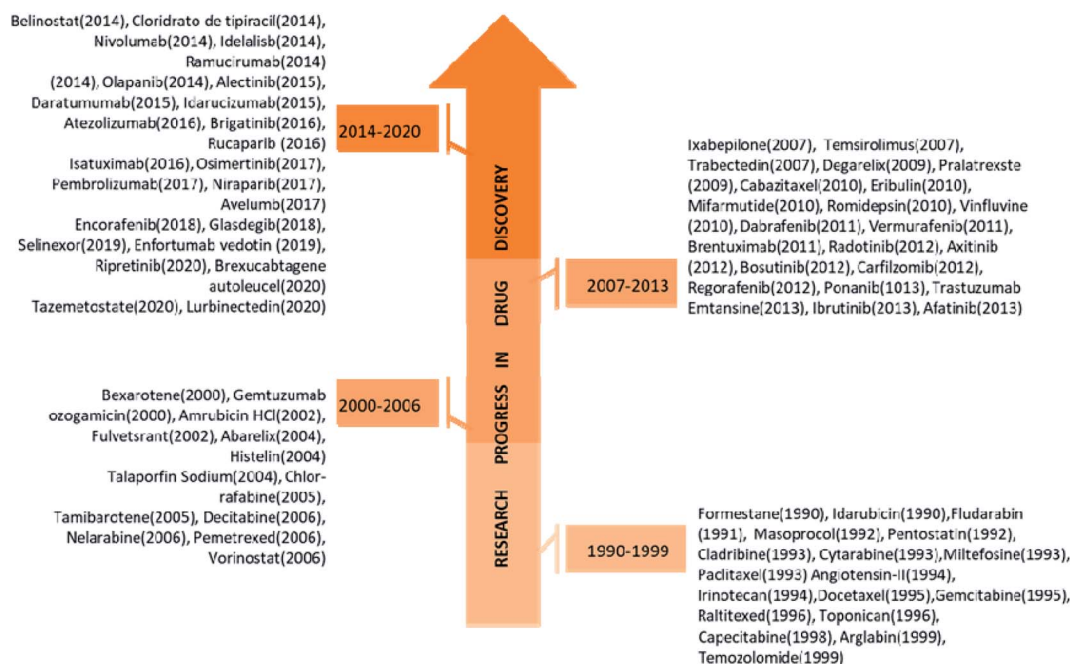 Belinostat(2014), Cloridrato de tipiracil(2014),
Nivolumab(2014), Idelalisb(2014),
Ramucirumab(2014)
(2014), Olapanib(2014), Alectinib(2015),
Daratumumab(2015), Idarucizumab(2015),
Atezolizumab(2016), Brigatinib(2016),
Rucaparib (2016)
Isatuximab(2016), Osimertinib(2017),
Pembrolizumab(2017), Niraparib(2017),
Avelumb(2017)
Encorafenib(2018), Glasdegib(2018),
Selinexor(2019), Enfortumab vedotin (2019),
Ripretinib(2020), Brexucabtagene
autoleucel(2020)
Tazemetostate(2020), Lurbinectedin(2020)
2014-2020
Ixabepilone(2007), Temsirolimus(2007),
Trabectedin(2007), Degarelix(2009), Pralatrexste
(2009), Cabazitaxel(2010), Eribulin(2010),
Mifarmutide(2010), Romidepsin(2010), Vinfluvine
(2010), Dabrafenib(2011), Vermurafenib(2011),
Brentuximab(2011), Radotinib(2012), Axitinib
(2012), Bosutinib(2012), Carfilzomib(2012),
Regorafenib(2012), Ponanib(1013), Trastuzumab
Emtansine(2013), Ibrutinib(2013), Afatinib(2013)
2007-2013
Bexarotene(2000), Gemtuzumab
ozogamicin(2000), Amrubicin HCl(2002),
Fulvetsrant(2002), Abarelix(2004),
Histelin(2004)
Talaporfin Sodium(2004), Chlor-
rafabine(2005),
Tamibarotene(2005), Decitabine(2006),
Nelarabine(2006), Pemetrexed(2006),
Vorinostat(2006)
2000-2006
Formestane(1990), Idarubicin(1990),Fludarabin
(1991), Masoprocol(1992), Pentostatin(1992),
Cladribine(1993), Cytarabine(1993),Miltefosine(1993),
Paclitaxel(1993) Angiotensin-II(1994),
Irinotecan(1994),Docetaxel(1995),Gemcitabine(1995),
Raltitexed(1996), Toponican(1996),
Capecitabine(1998), Arglabin(1999),
Temozolomide(1999)
1990-1999
RESEARCH PROGRESS IN DRUG DISCOVERY